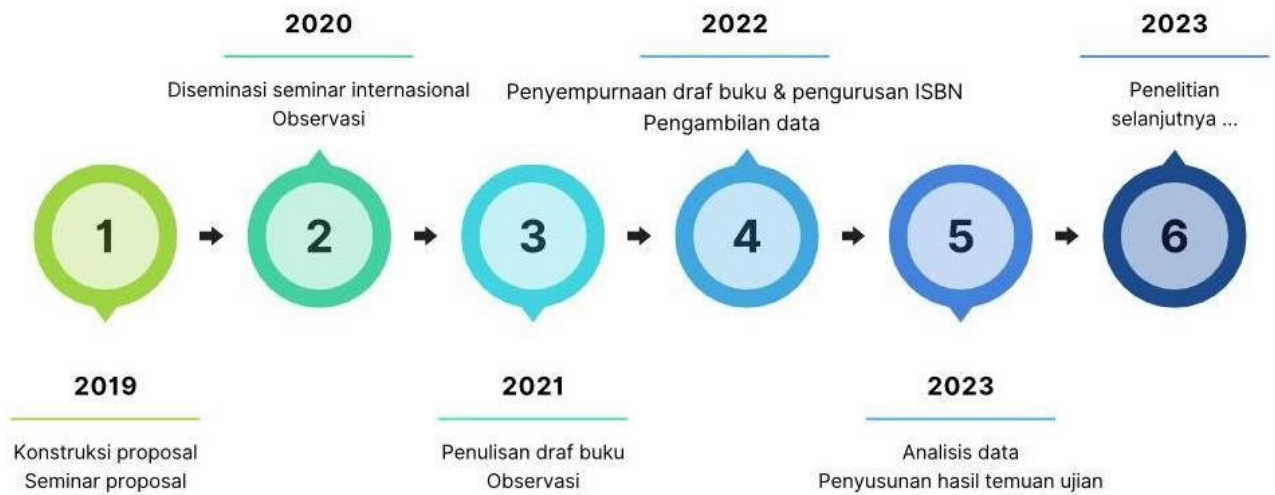 2020
Diseminasi seminar internasional
Observasi
2022
Penyempurnaan draf buku & pengurusan ISBN
Pengambilan data
2023
Penelitian
selanjutnya ...
1
2
3
4
5
6
2019
Konstruksi proposal
Seminar proposal
2021
Penulisan draf buku
Observasi
2023
Analisis data
Penyusunan hasil temuan ujian